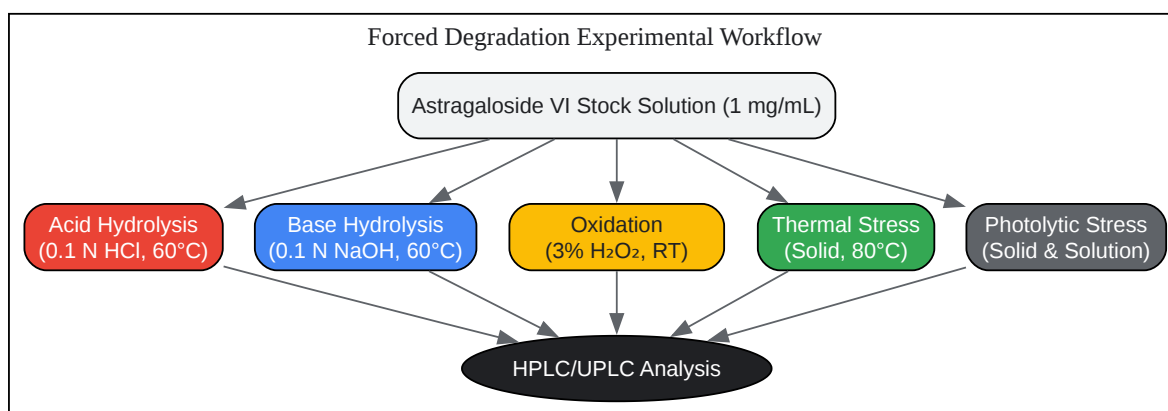 Forced Degradation Experimental Workflow
Astragaloside VI Stock Solution (1 mg/mL)
Acid Hydrolysis
(0.1 N HCl, 60°C)
Base Hydrolysis
(0.1 N NaOH, 60°C)
Oxidation
(3% H₂O₂, RT)
Thermal Stress
(Solid, 80°C)
Photolytic Stress
(Solid & Solution)
HPLC/UPLC Analysis